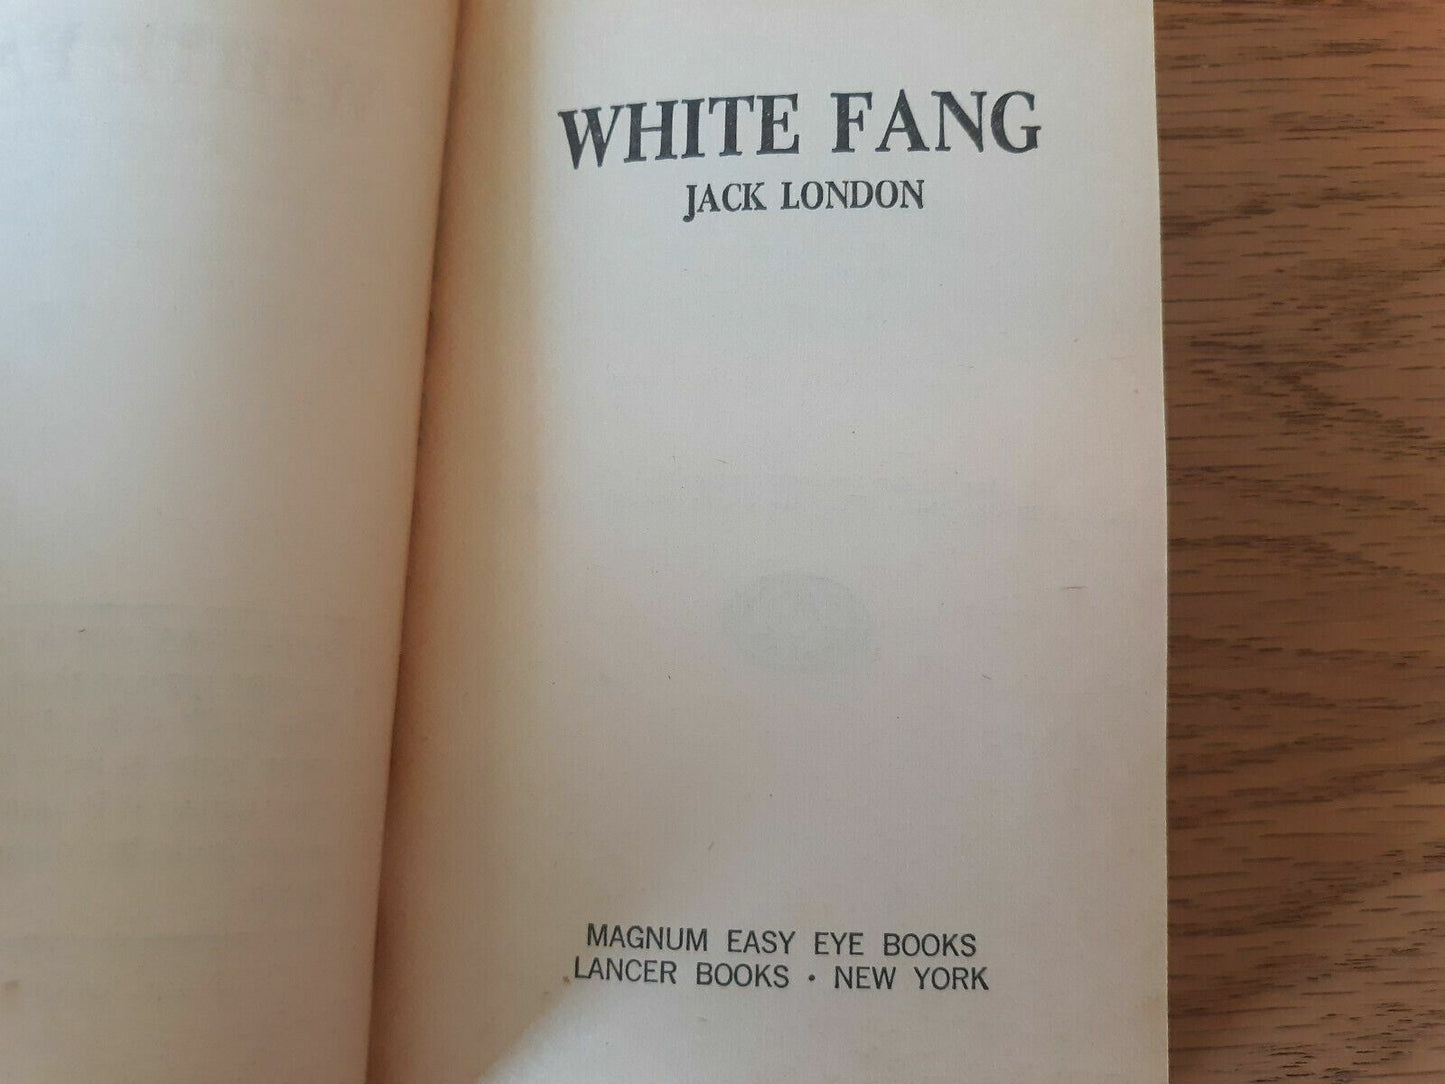 WHITE FANG
JACK LONDON
MAGNUM EASY EYE BOOKS
LANCER BOOKS · NEW YORK